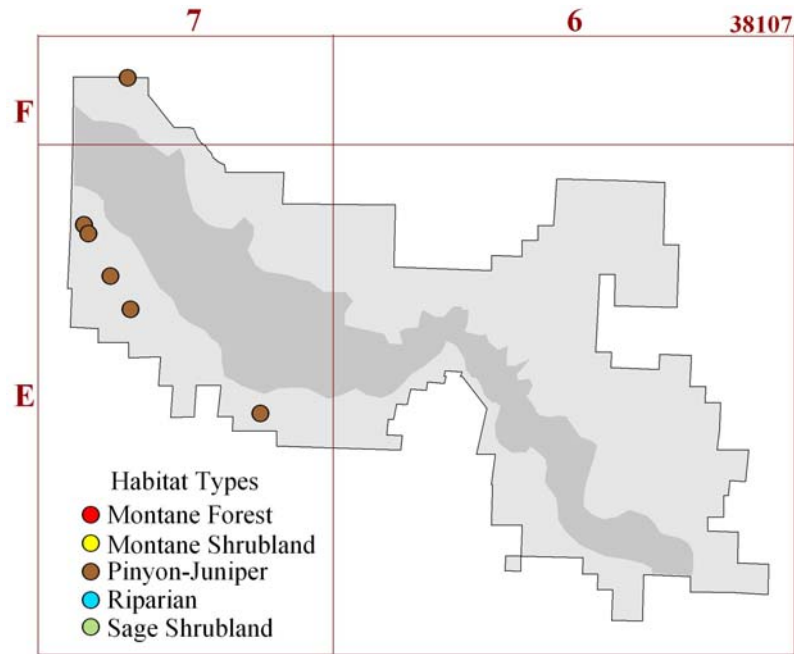 7 6 38107
F
E
Habitat Types
Montane Forest
Montane Shrubland
Pinyon-Juniper
Riparian
Sage Shrubland